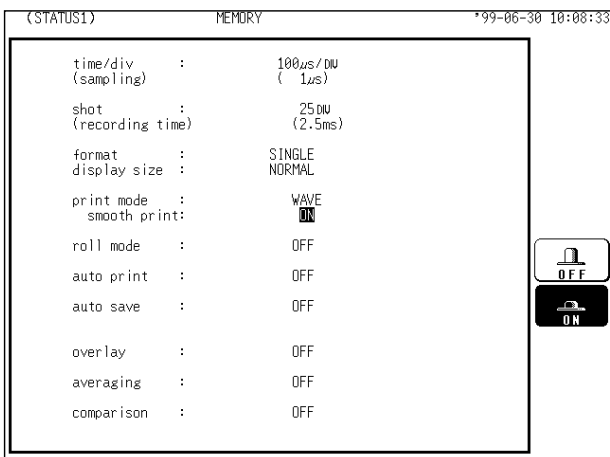 (STATUS1) MEMORY '99-06-30 10:08:33
time/div : 100µs/DIV
(sampling) ( 1µs)
shot : 25DIV
(recording time) (2.5ms)
format : SINGLE
display size : NORMAL
print mode : WAVE
smooth print: ON
roll mode : OFF
auto print : OFF
auto save : OFF
overlay : OFF
averaging : OFF
comparison : OFF
OFF
ON